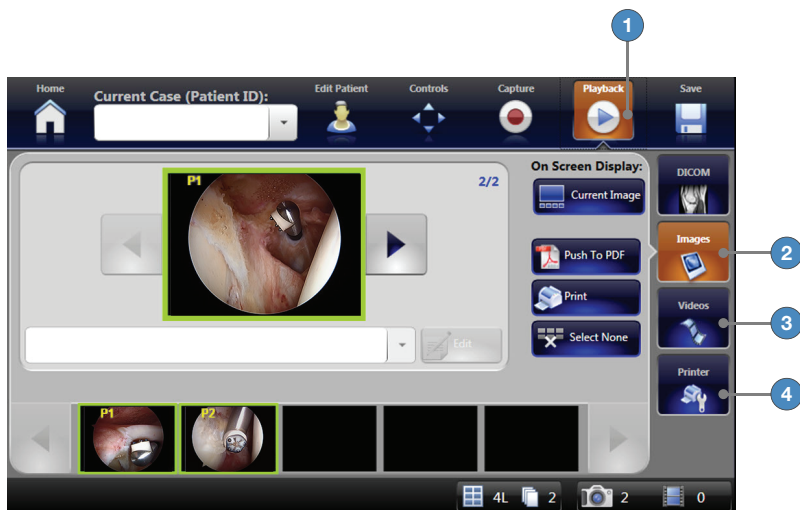 1
Home
Current Case (Patient ID):
Edit Patient
Controls
Capture
Playback
Save
P1
2/2
On Screen Display:
Current Image
Push To PDF
Print
Select None
Edit
DICOM
Images
2
Videos
3
Printer
4
P1
P2
4L
2
2
0